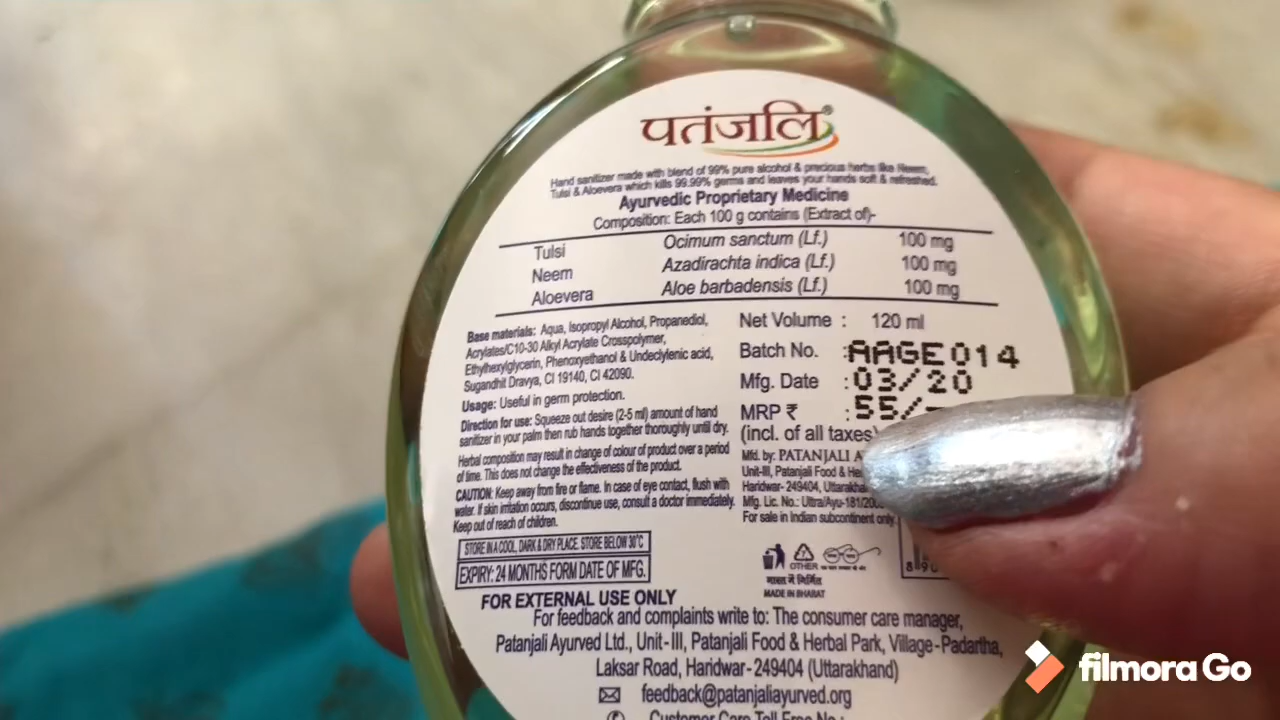 पतंजलि®
Hand sanitizer made with blend of 99% pure alcohol & precious herbs like Neem,
Tulsi & Aloevera which kills 99.99% germs and leaves your hands soft & refreshed.
Ayurvedic Proprietary Medicine
Composition: Each 100 g contains (Extract of)-
Tulsi Ocimum sanctum (Lf.) 100 mg
Neem Azadirachta indica (Lf.) 100 mg
Aloevera Aloe barbadensis (Lf.) 100 mg
Base materials: Aqua, Isopropyl Alcohol, Propanediol,
Acrylates/C10-30 Alkyl Acrylate Crosspolymer,
Ethylhexylglycerin, Phenoxyethanol & Undeclylenic acid,
Sugandhit Dravya, CI 19140, CI 42090.
Usage: Useful in germ protection.
Direction for use: Squeeze out desire (2-5 ml) amount of hand
sanitizer in your palm then rub hands together thoroughly until dry.
Herbal composition may result in change of colour of product over a period
of time. This does not change the effectiveness of the product.
CAUTION: Keep away from fire or flame. In case of eye contact, flush with
water. If skin irritation occurs, discontinue use, consult a doctor immediately.
Keep out of reach of children.
STORE IN A COOL, DARK & DRY PLACE. STORE BELOW 30°C
EXPIRY: 24 MONTHS FORM DATE OF MFG.
Net Volume : 120 ml
Batch No. :AAGE014
Mfg. Date :03/20
MRP ₹ :55/-
(incl. of all taxes)
Mfd. by: PATANJALI
Unit-III, Patanjali Food &
Haridwar- 249404,
Mfg. Lic. No.:
For sale in Indian subcontinent only.
OTHER
भारत में निर्मित
MADE IN BHARAT
FOR EXTERNAL USE ONLY
For feedback and complaints write to: The consumer care manager,
Patanjali Ayurved Ltd., Unit-III, Patanjali Food & Herbal Park, Village-Padartha,
Laksar Road, Haridwar-249404 (Uttarakhand)
feedback@patanjaliayurved.org
Customer Care Toll Free No.:
filmora Go